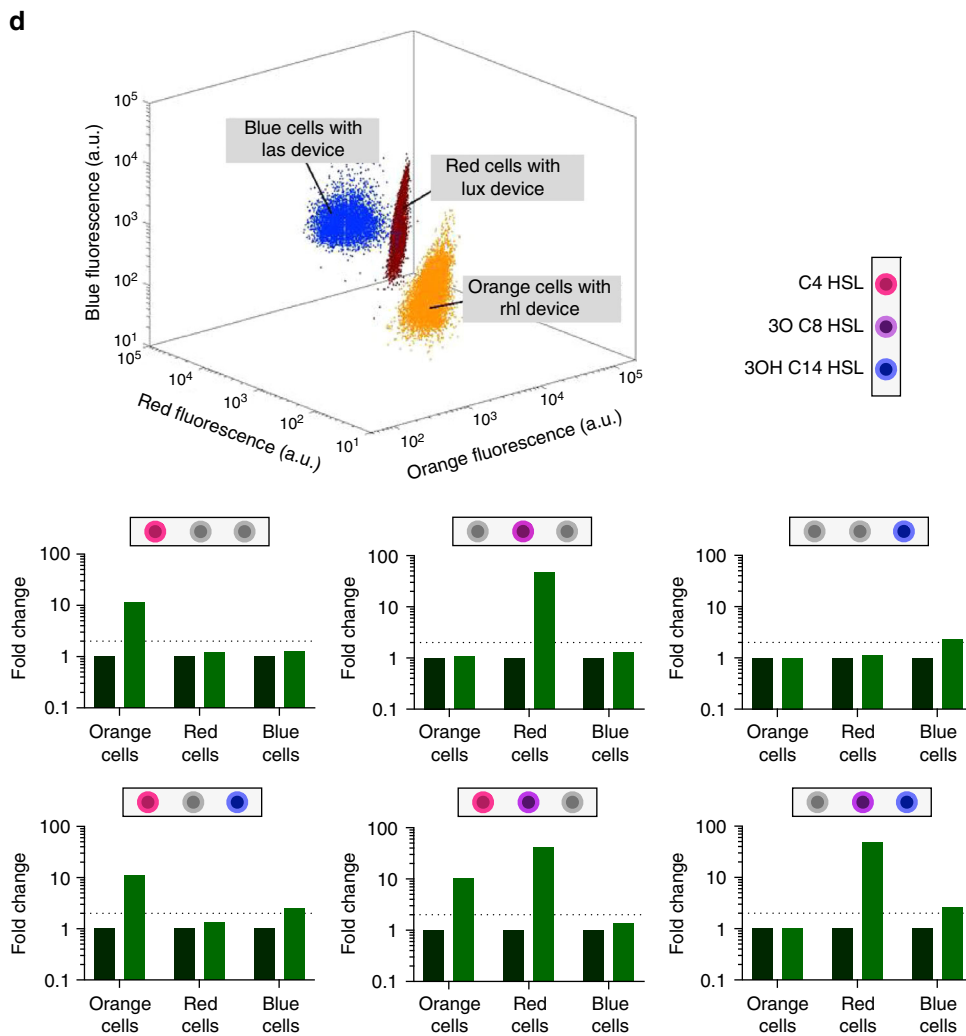 d
Blue fluorescence (a.u.)
10^5
10^4
10^3
10^2
10^1
Blue cells with
las device
Red cells with
lux device
Orange cells with
rhl device
10^5
10^4
10^3
10^2
10^1
Red fluorescence (a.u.)
10^2
10^3
10^4
10^5
Orange fluorescence (a.u.)
C4 HSL
3O C8 HSL
3OH C14 HSL
Fold change
100
10
1
0.1
Orange
cells
Red
cells
Blue
cells
Fold change
100
10
1
0.1
Orange
cells
Red
cells
Blue
cells
Fold change
100
10
1
0.1
Orange
cells
Red
cells
Blue
cells
Fold change
100
10
1
0.1
Orange
cells
Red
cells
Blue
cells
Fold change
100
10
1
0.1
Orange
cells
Red
cells
Blue
cells
Fold change
100
10
1
0.1
Orange
cells
Red
cells
Blue
cells